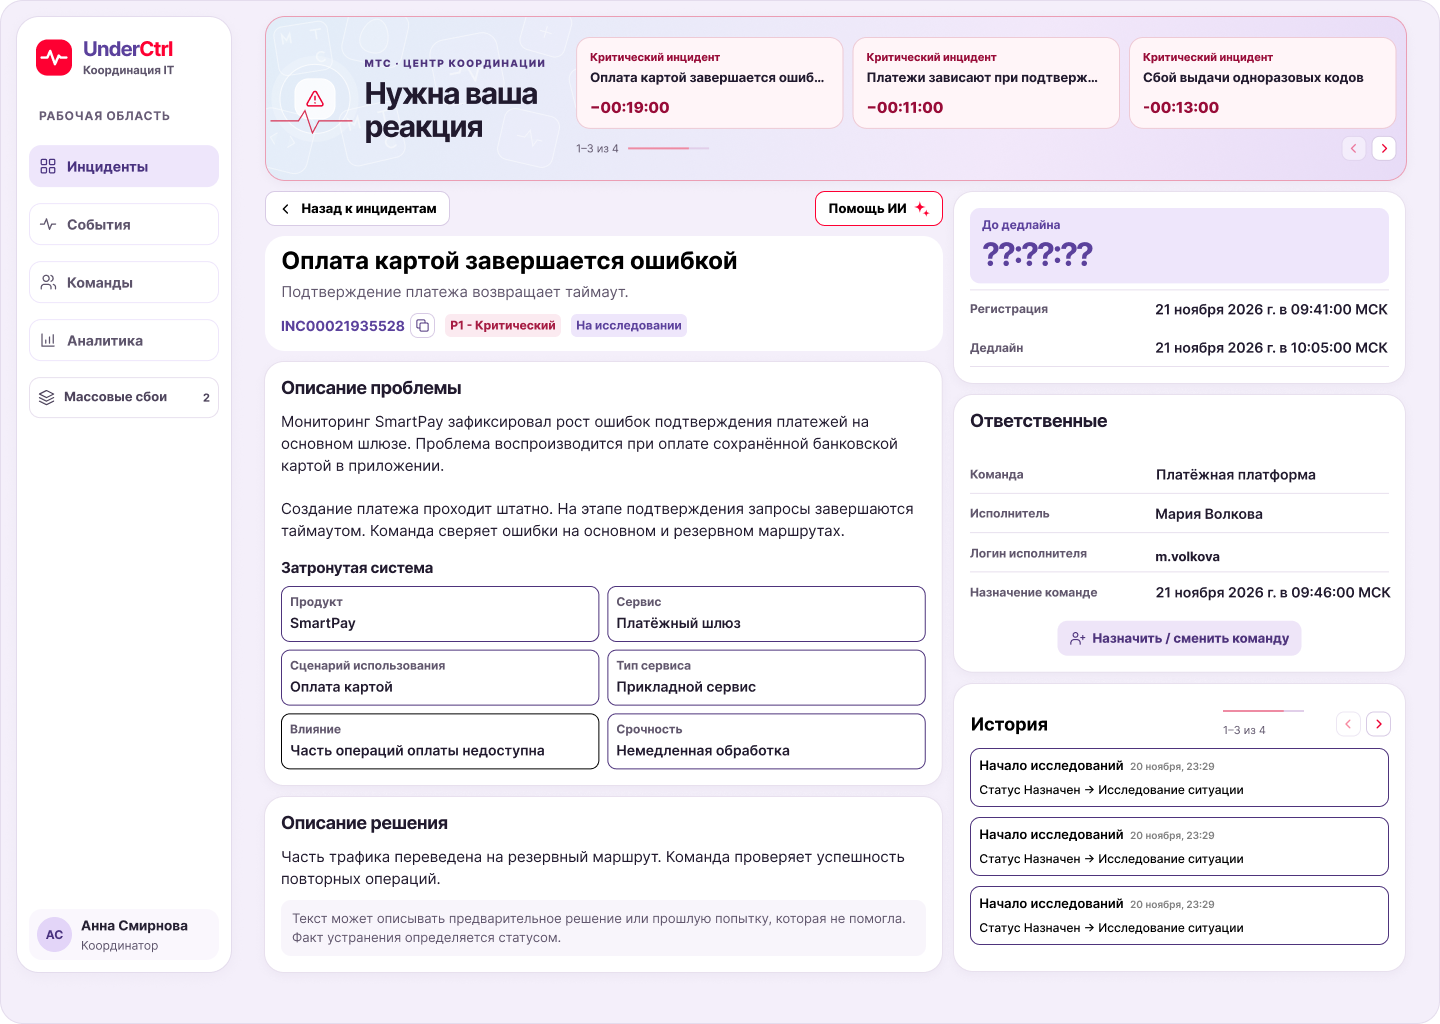 UnderCtrl
Координация IT
РАБОЧАЯ ОБЛАСТЬ
Инциденты
События
Команды
Аналитика
Массовые сбои 2
АС
Анна Смирнова
Координатор
МТС · ЦЕНТР КООРДИНАЦИИ
Нужна ваша
реакция
Критический инцидент
Оплата картой завершается ошиб...
−00:19:00
Критический инцидент
Платежи зависают при подтверж...
−00:11:00
Критический инцидент
Сбой выдачи одноразовых кодов
-00:13:00
1–3 из 4
Назад к инцидентам
Помощь ИИ
Оплата картой завершается ошибкой
Подтверждение платежа возвращает таймаут.
INC00021935528 P1 - Критический На исследовании
Описание проблемы
Мониторинг SmartPay зафиксировал рост ошибок подтверждения платежей на
основном шлюзе. Проблема воспроизводится при оплате сохранённой банковской
картой в приложении.
Создание платежа проходит штатно. На этапе подтверждения запросы завершаются
таймаутом. Команда сверяет ошибки на основном и резервном маршрутах.
Затронутая система
Продукт
SmartPay
Сервис
Платёжный шлюз
Сценарий использования
Оплата картой
Тип сервиса
Прикладной сервис
Влияние
Часть операций оплаты недоступна
Срочность
Немедленная обработка
Описание решения
Часть трафика переведена на резервный маршрут. Команда проверяет успешность
повторных операций.
Текст может описывать предварительное решение или прошлую попытку, которая не помогла.
Факт устранения определяется статусом.
До дедлайна
??:??:??
Регистрация 21 ноября 2026 г. в 09:41:00 МСК
Дедлайн 21 ноября 2026 г. в 10:05:00 МСК
Ответственные
Команда Платёжная платформа
Исполнитель Мария Волкова
Логин исполнителя m.volkova
Назначение команде 21 ноября 2026 г. в 09:46:00 МСК
Назначить / сменить команду
История
1–3 из 4
Начало исследований 20 ноября, 23:29
Статус Назначен → Исследование ситуации
Начало исследований 20 ноября, 23:29
Статус Назначен → Исследование ситуации
Начало исследований 20 ноября, 23:29
Статус Назначен → Исследование ситуации